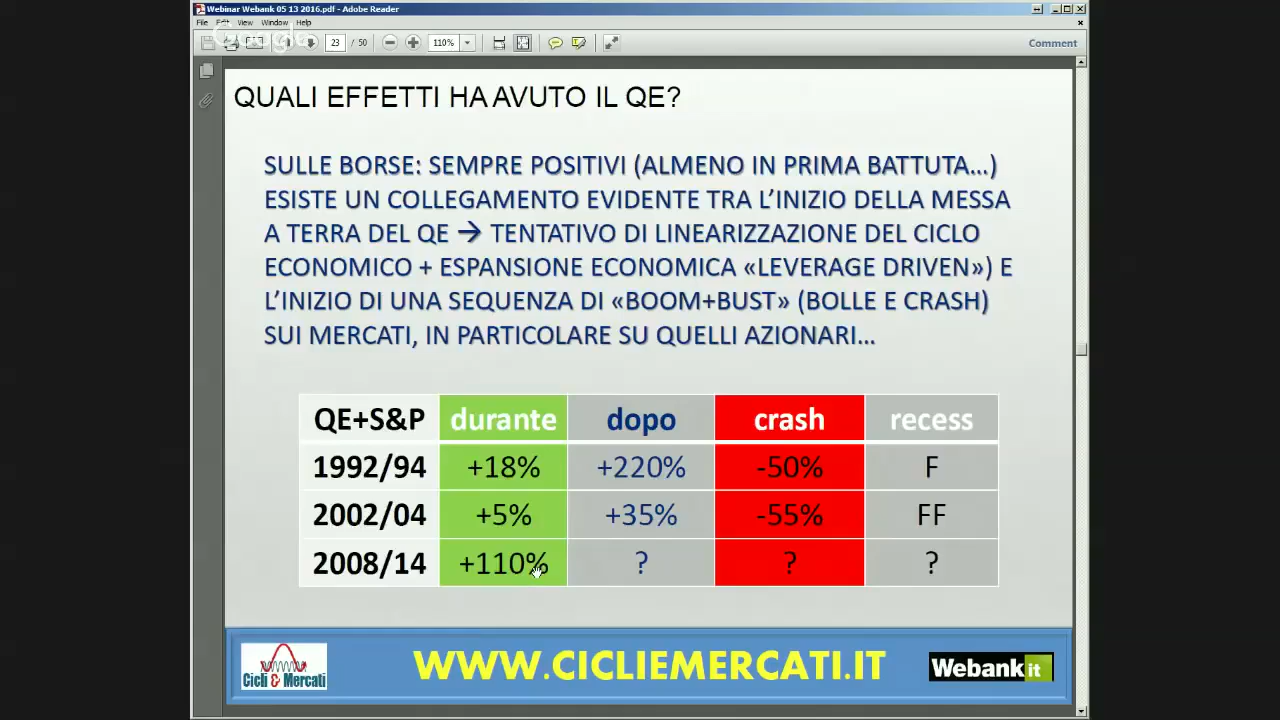 Webinar Webank 05 13 2016.pdf - Adobe Reader
File Edit View Window Help
Google
23 / 50 110% Comment
QUALI EFFETTI HA AVUTO IL QE?
SULLE BORSE: SEMPRE POSITIVI (ALMENO IN PRIMA BATTUTA…)
ESISTE UN COLLEGAMENTO EVIDENTE TRA L’INIZIO DELLA MESSA
A TERRA DEL QE → TENTATIVO DI LINEARIZZAZIONE DEL CICLO
ECONOMICO + ESPANSIONE ECONOMICA «LEVERAGE DRIVEN») E
L’INIZIO DI UNA SEQUENZA DI «BOOM+BUST» (BOLLE E CRASH)
SUI MERCATI, IN PARTICOLARE SU QUELLI AZIONARI…
QE+S&P durante dopo crash recess
1992/94 +18% +220% -50% F
2002/04 +5% +35% -55% FF
2008/14 +110% ? ? ?
Cicli & Mercati
WWW.CICLIEMERCATI.IT
Webank it